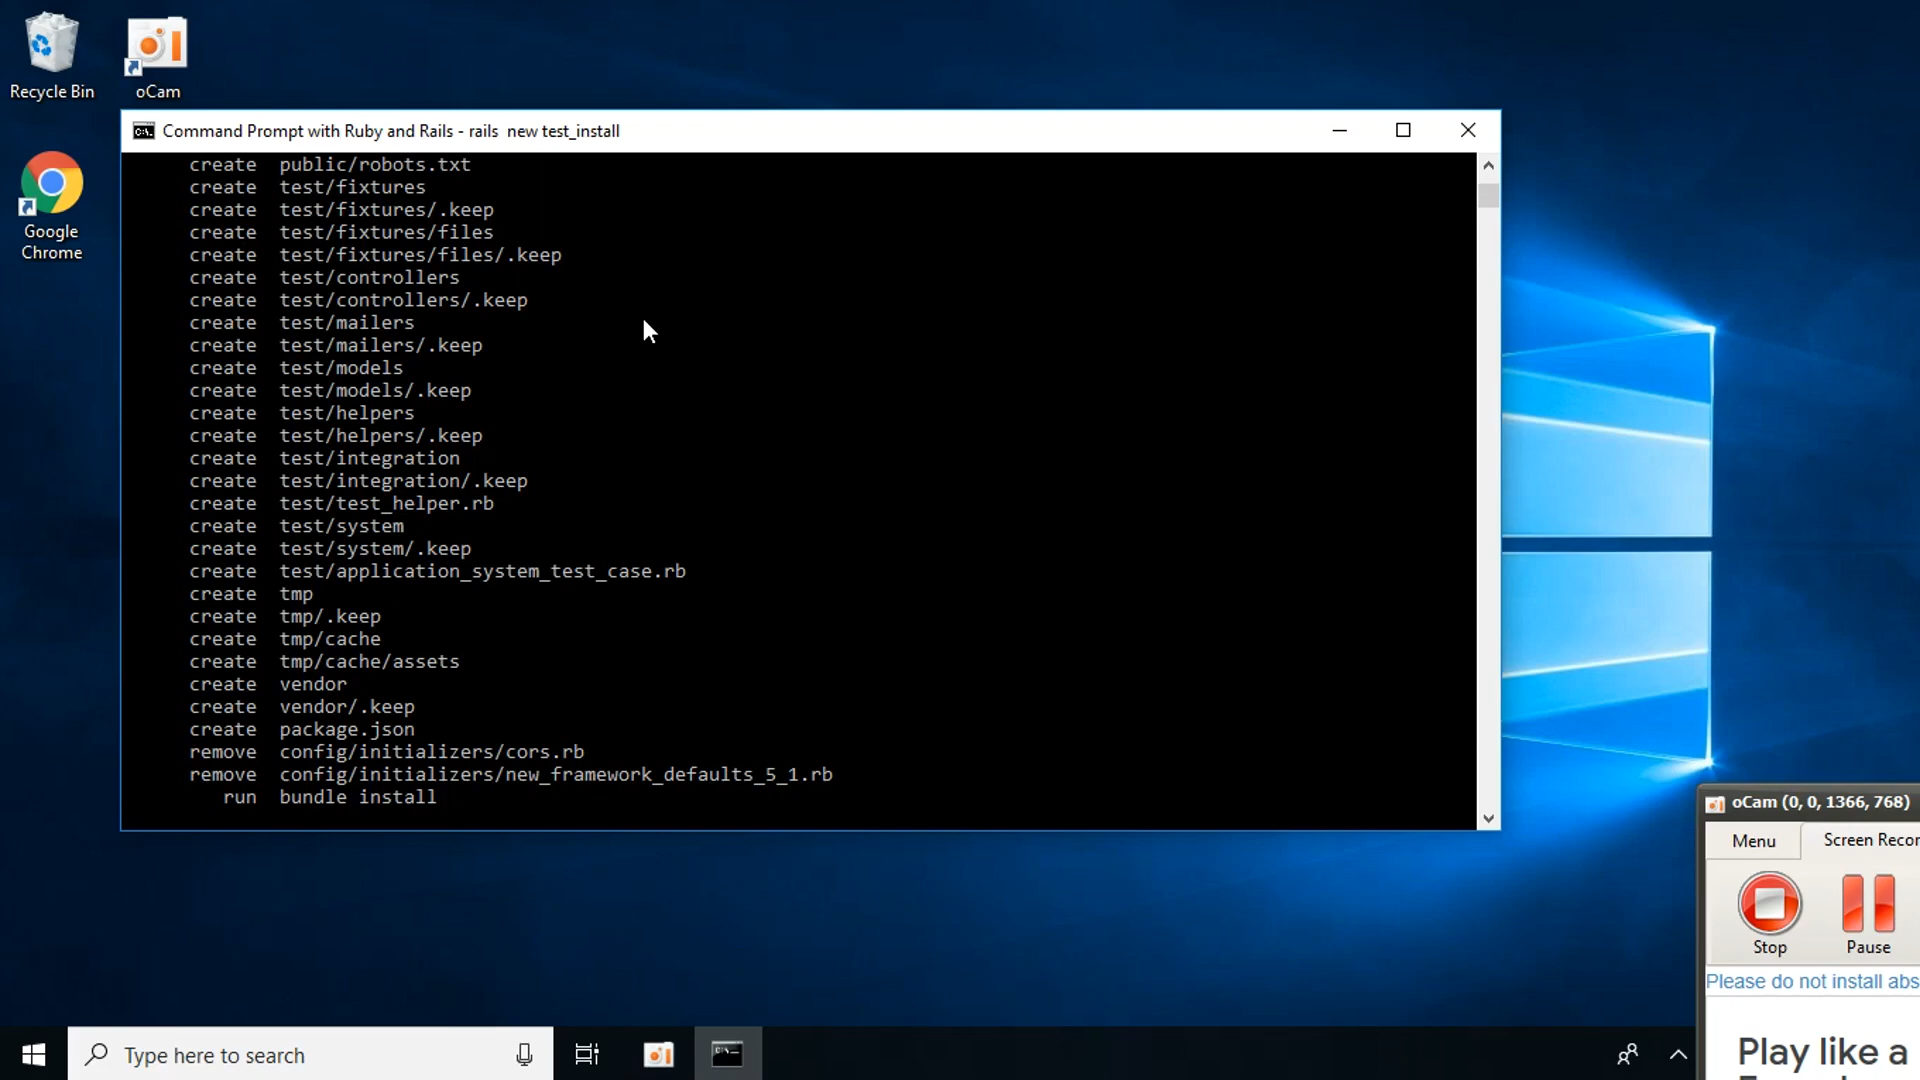 Recycle Bin
oCam
Google
Chrome
Command Prompt with Ruby and Rails - rails  new test_install
create  public/robots.txt
create  test/fixtures
create  test/fixtures/.keep
create  test/fixtures/files
create  test/fixtures/files/.keep
create  test/controllers
create  test/controllers/.keep
create  test/mailers
create  test/mailers/.keep
create  test/models
create  test/models/.keep
create  test/helpers
create  test/helpers/.keep
create  test/integration
create  test/integration/.keep
create  test/test_helper.rb
create  test/system
create  test/system/.keep
create  test/application_system_test_case.rb
create  tmp
create  tmp/.keep
create  tmp/cache
create  tmp/cache/assets
create  vendor
create  vendor/.keep
create  package.json
remove  config/initializers/cors.rb
remove  config/initializers/new_framework_defaults_5_1.rb
run  bundle install
oCam (0, 0, 1366, 768)
Menu
Screen Recor
Stop
Pause
Please do not install abs
Play like a
Type here to search